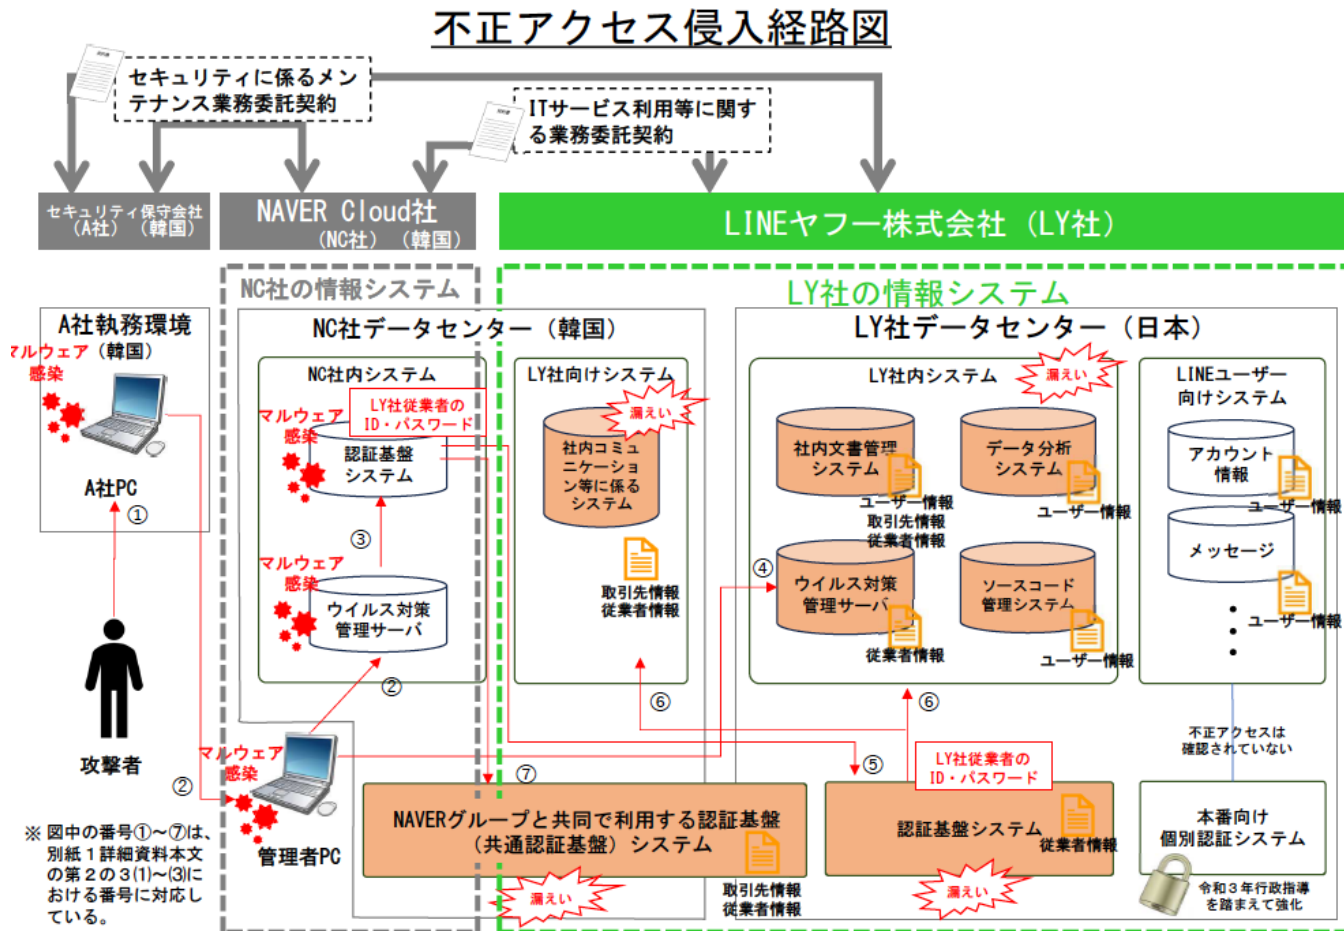 不正アクセス侵入経路図
セキュリティに係るメン
テナンス業務委託契約
ITサービス利用等に関す
る業務委託契約
セキュリティ保守会社
（A社）（韓国）
NAVER Cloud社
（NC社）（韓国）
LINEヤフー株式会社（LY社）
NC社の情報システム
LY社の情報システム
A社執務環境
（韓国）
マルウェア
感染
A社PC
①
攻撃者
②
※ 図中の番号①～⑦は、
別紙１詳細資料本文
の第２の３(1)～(3)に
おける番号に対応し
ている。
NC社データセンター（韓国）
NC社内システム
LY社従業者の
ID・パスワード
マルウェア
感染
認証基盤
システム
③
マルウェア
感染
ウイルス対策
管理サーバ
②
マルウェア
感染
管理者PC
LY社向けシステム
漏えい
社内コミュ
ニケーショ
ン等に係る
システム
取引先情報
従業者情報
⑥
⑦
NAVERグループと共同で利用する認証基盤
（共通認証基盤）システム
取引先情報
従業者情報
漏えい
LY社データセンター（日本）
LY社内システム
漏えい
社内文書管理
システム
ユーザー情報
取引先情報
従業者情報
データ分析
システム
ユーザー情報
④
ウイルス対策
管理サーバ
従業者情報
ソースコード
管理システム
ユーザー情報
⑥
⑤
LY社従業者の
ID・パスワード
認証基盤システム
従業者情報
漏えい
LINEユーザー
向けシステム
アカウント
情報
ユーザー情報
メッセージ
ユーザー情報
不正アクセスは
確認されていない
本番向け
個別認証システム
令和３年行政指導
を踏まえて強化